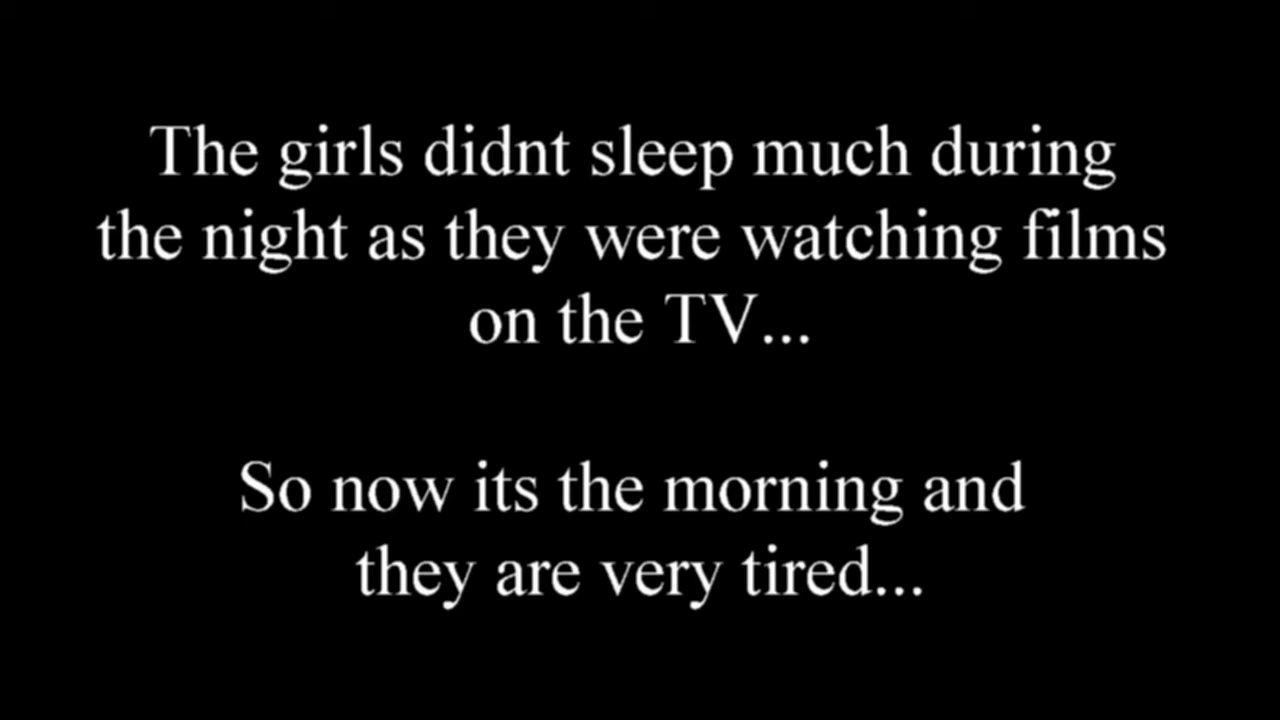 The girls didnt sleep much during
the night as they were watching films
on the TV...
So now its the morning and
they are very tired...